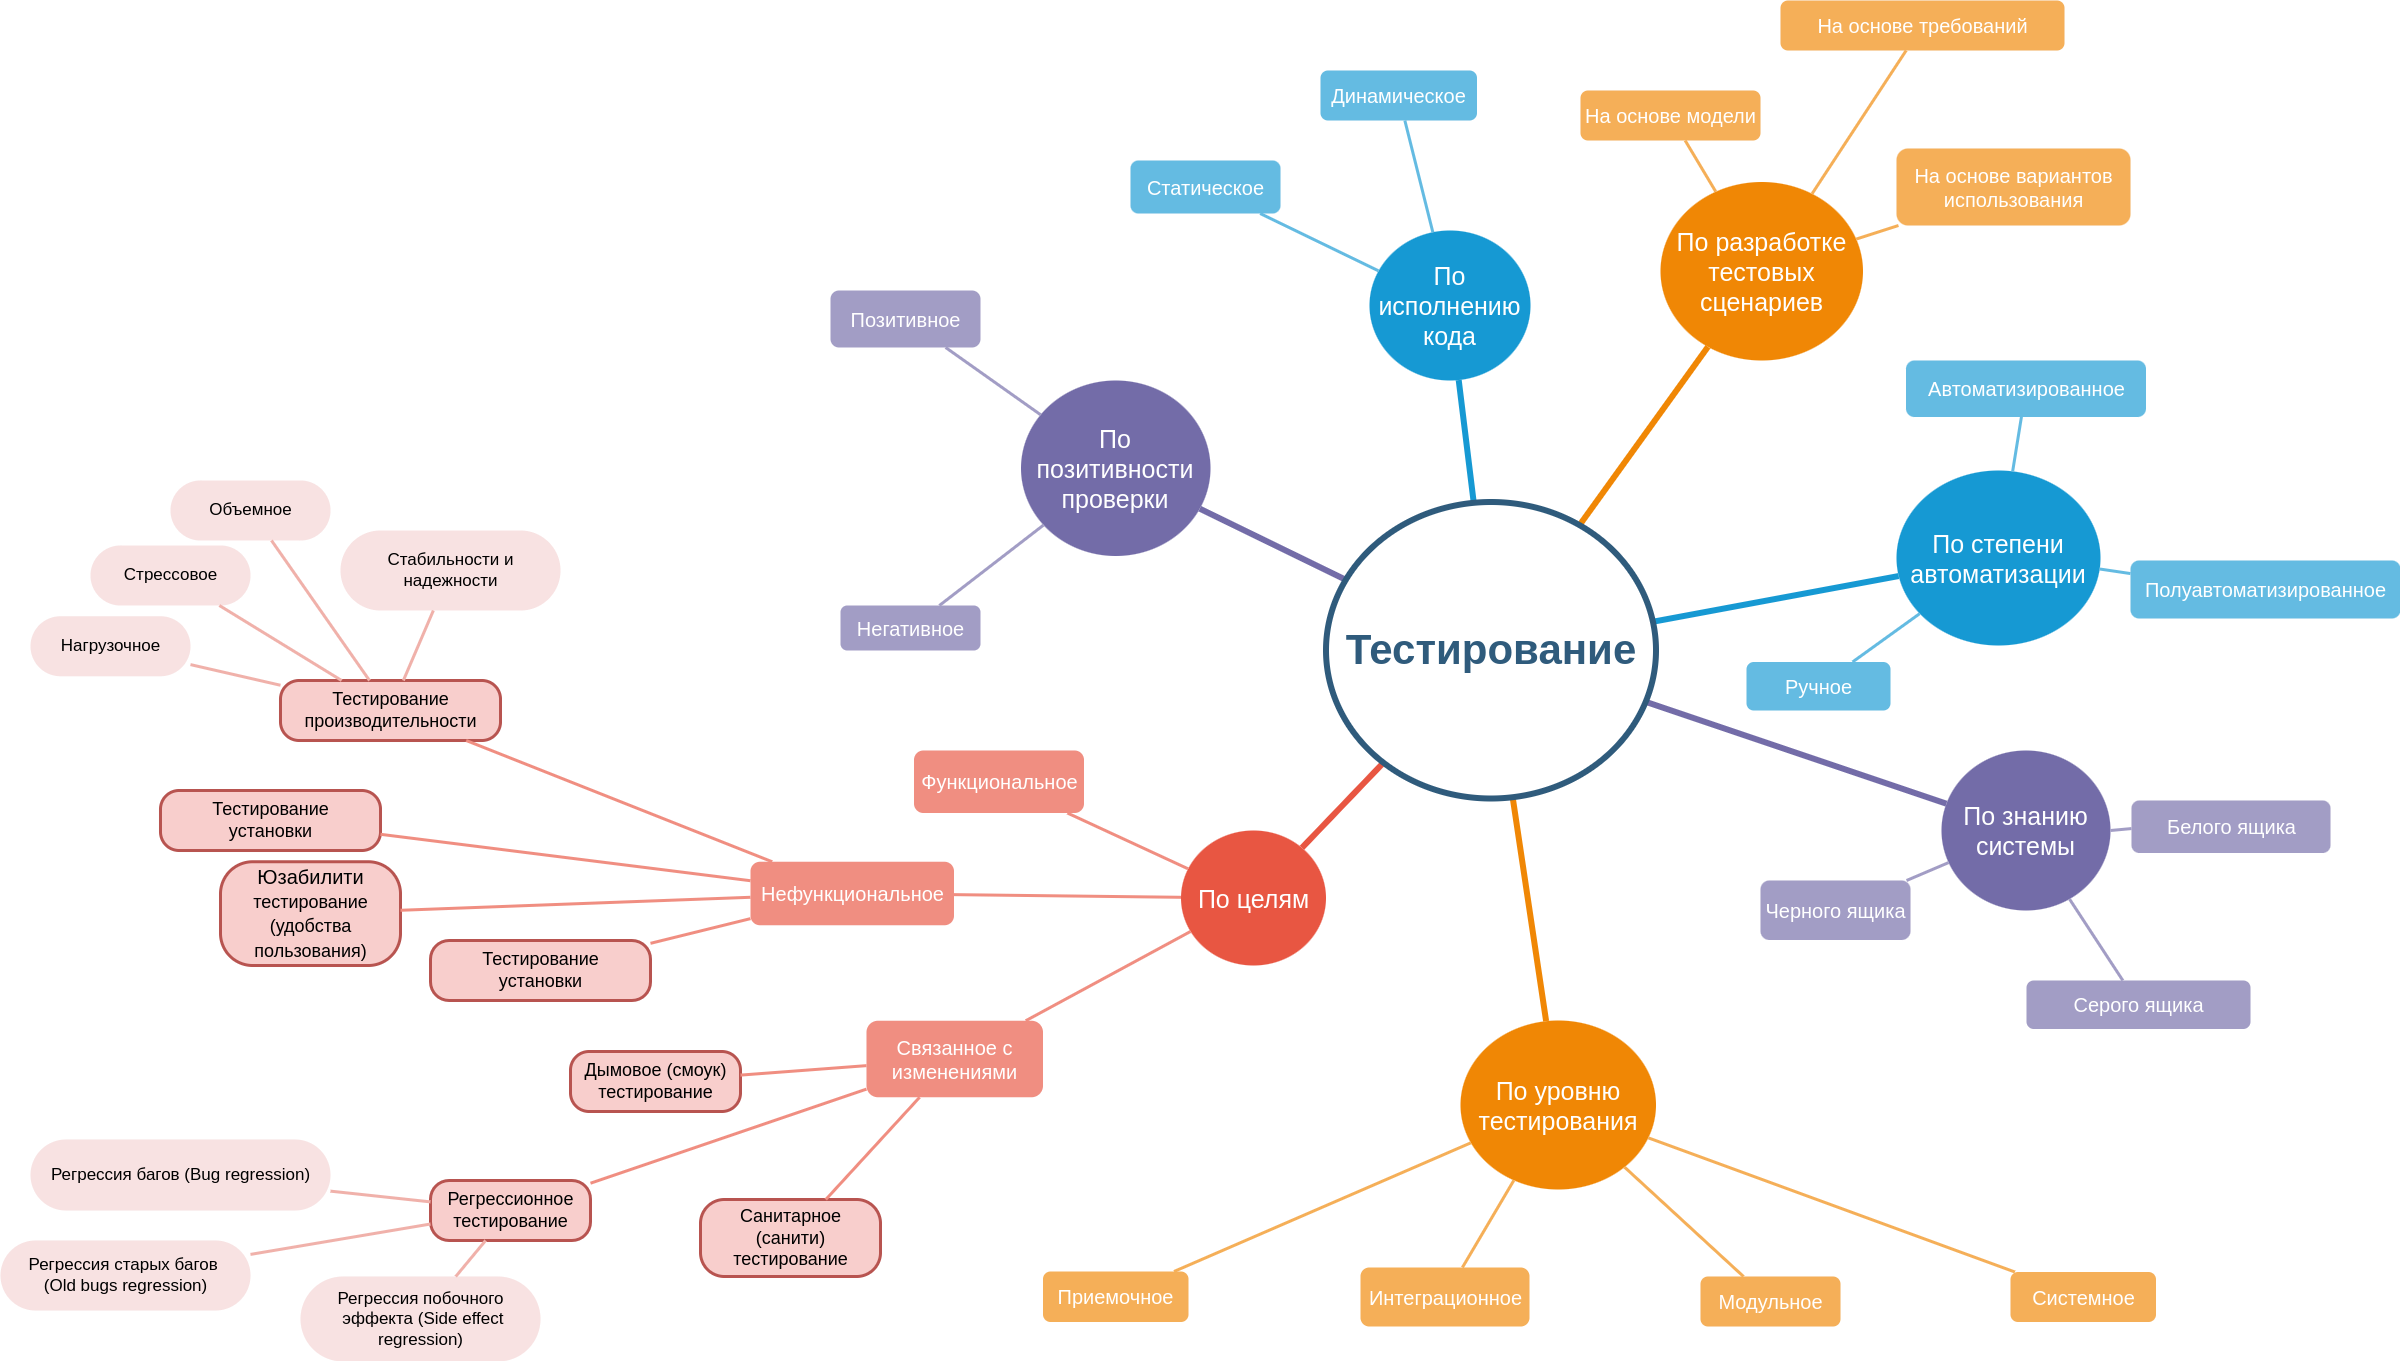 На основе требований
Динамическое
На основе модели
Статическое
На основе вариантов
использования
По разработке
тестовых
сценариев
По
исполнению
кода
Позитивное
Автоматизированное
По
позитивности
проверки
Объемное
Стабильности и
надежности
Стрессовое
По степени
автоматизации
Полуавтоматизированное
Негативное
Нагрузочное
Тестирование
Ручное
Тестирование
производительности
Функциональное
Тестирование
установки
По знанию
системы
Белого ящика
Юзабилити
тестирование
(удобства
пользования)
Нефункциональное
По целям
Черного ящика
Тестирование
установки
Серого ящика
Связанное с
изменениями
Дымовое (смоук)
тестирование
По уровню
тестирования
Регрессия багов (Bug regression)
Регрессионное
тестирование
Санитарное
(санити)
тестирование
Регрессия старых багов
(Old bugs regression)
Регрессия побочного
эффекта (Side effect
regression)
Приемочное
Интеграционное
Модульное
Системное